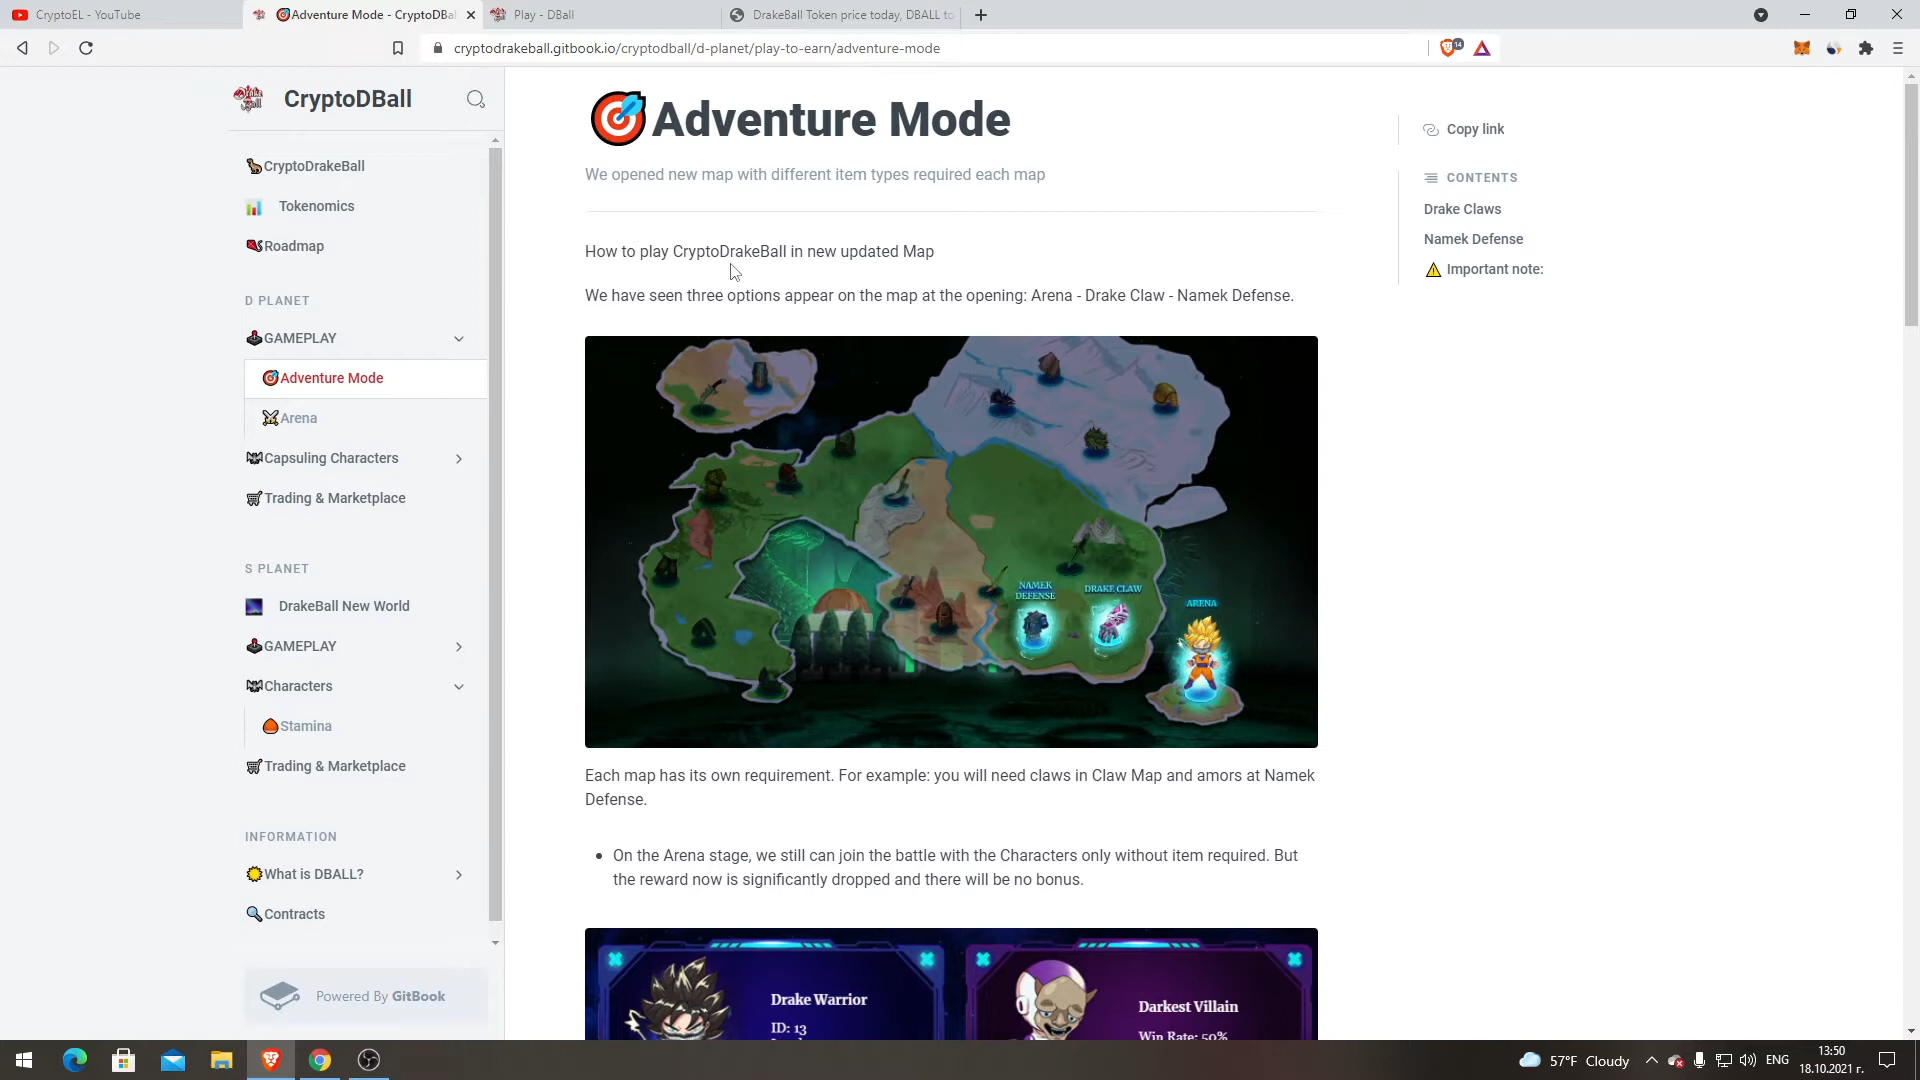 CryptoEL - YouTube
Adventure Mode - CryptoDBal
Play - DBall
DrakeBall Token price today, DBALL to
cryptodrakeball.gitbook.io/cryptodball/d-planet/play-to-earn/adventure-mode
14
CryptoDBall
CryptoDrakeBall
Tokenomics
Roadmap
D PLANET
GAMEPLAY
Adventure Mode
Arena
Capsuling Characters
Trading & Marketplace
S PLANET
DrakeBall New World
GAMEPLAY
Characters
Stamina
Trading & Marketplace
INFORMATION
What is DBALL?
Contracts
Powered By GitBook
Adventure Mode
We opened new map with different item types required each map
How to play CryptoDrakeBall in new updated Map
We have seen three options appear on the map at the opening: Arena - Drake Claw - Namek Defense.
NAMEK
DEFENSE
DRAKE CLAW
ARENA
Each map has its own requirement. For example: you will need claws in Claw Map and amors at Namek
Defense.
• On the Arena stage, we still can join the battle with the Characters only without item required. But
the reward now is significantly dropped and there will be no bonus.
Drake Warrior
ID: 13
Darkest Villain
Win Rate: 50%
Copy link
CONTENTS
Drake Claws
Namek Defense
Important note:
57°F Cloudy
ENG
13:50
18.10.2021 г.